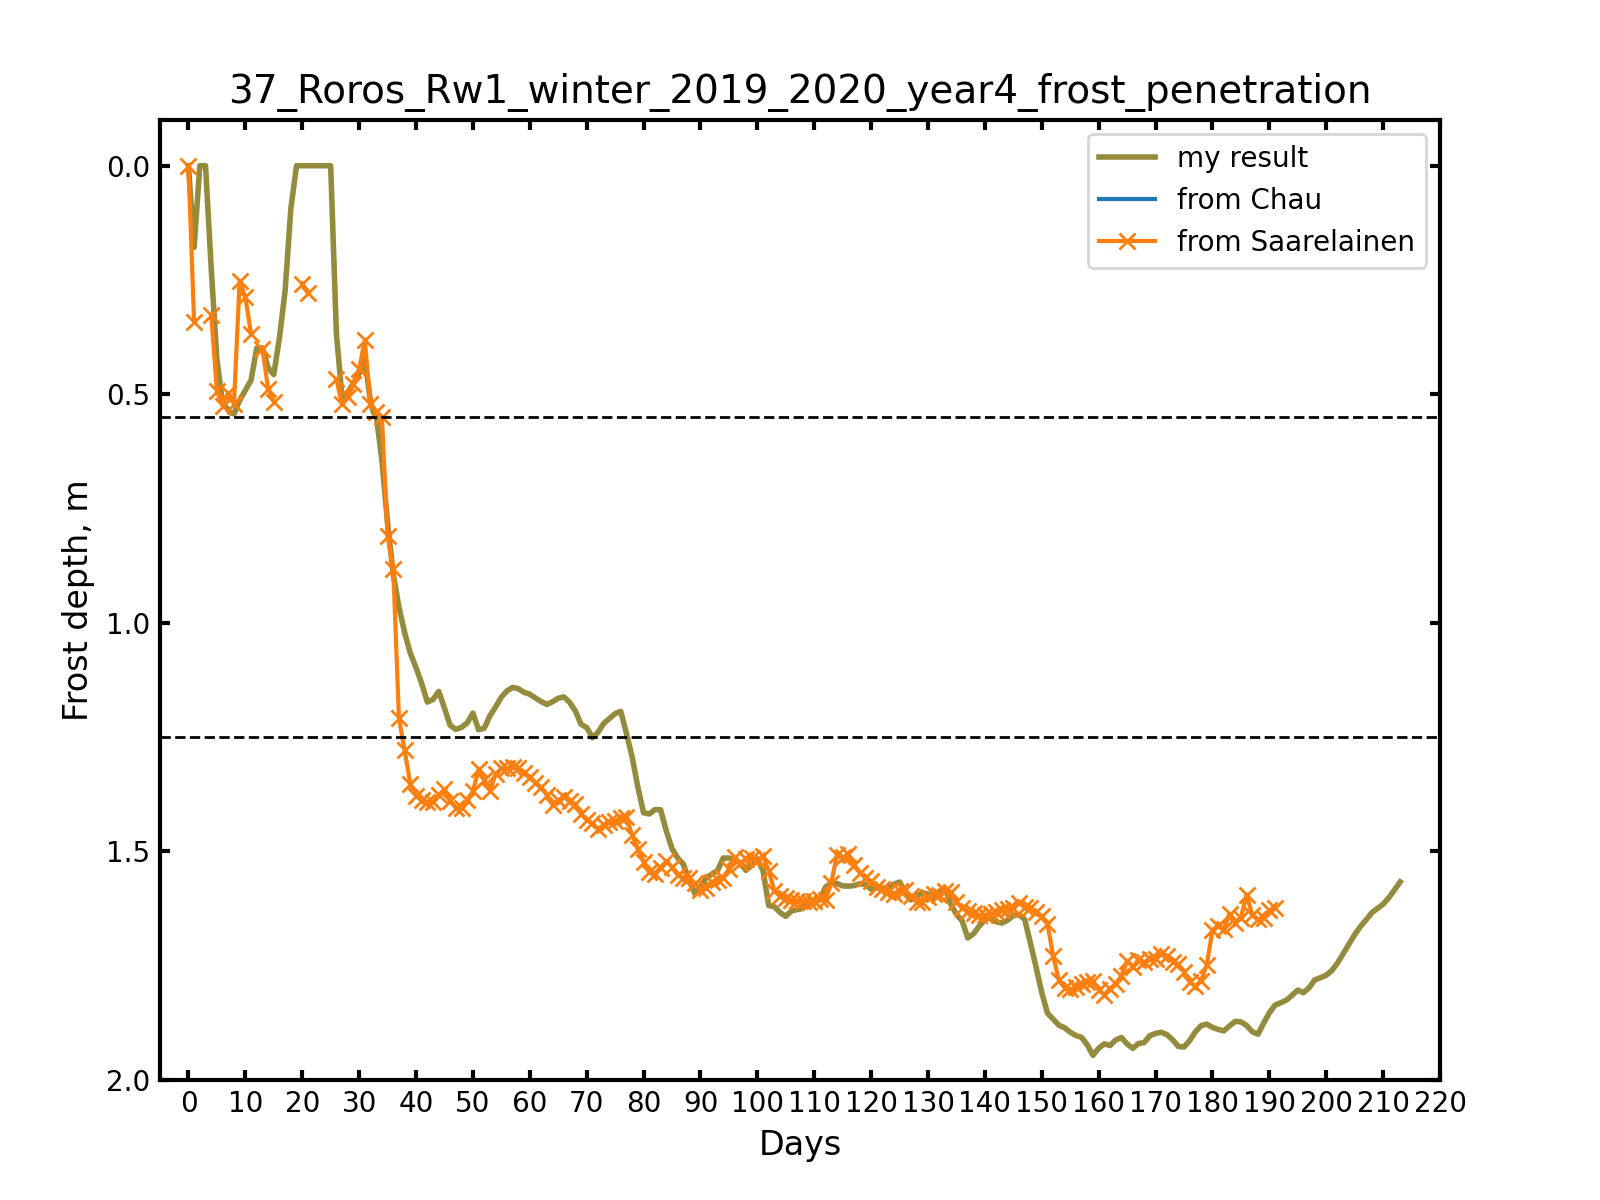 37_Roros_Rw1_winter_2019_2020_year4_frost_penetration
my result
from Chau
from Saarelainen
0.0
0.5
1.0
1.5
2.0
Frost depth, m
0 10 20 30 40 50 60 70 80 90 100 110 120 130 140 150 160 170 180 190 200 210 220
Days